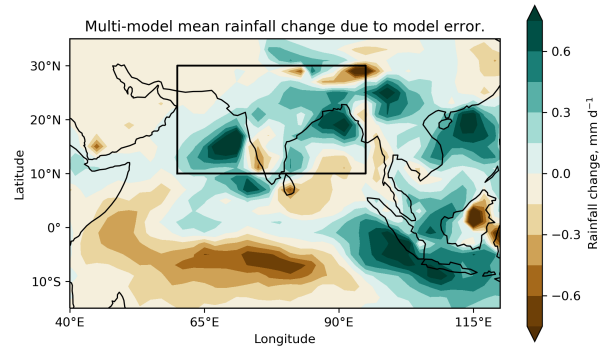 Multi-model mean rainfall change due to model error.
30°N
20°N
10°N
0°
10°S
Latitude
40°E
65°E
90°E
115°E
Longitude
0.6
0.3
0.0
−0.3
−0.6
Rainfall change, mm d⁻¹